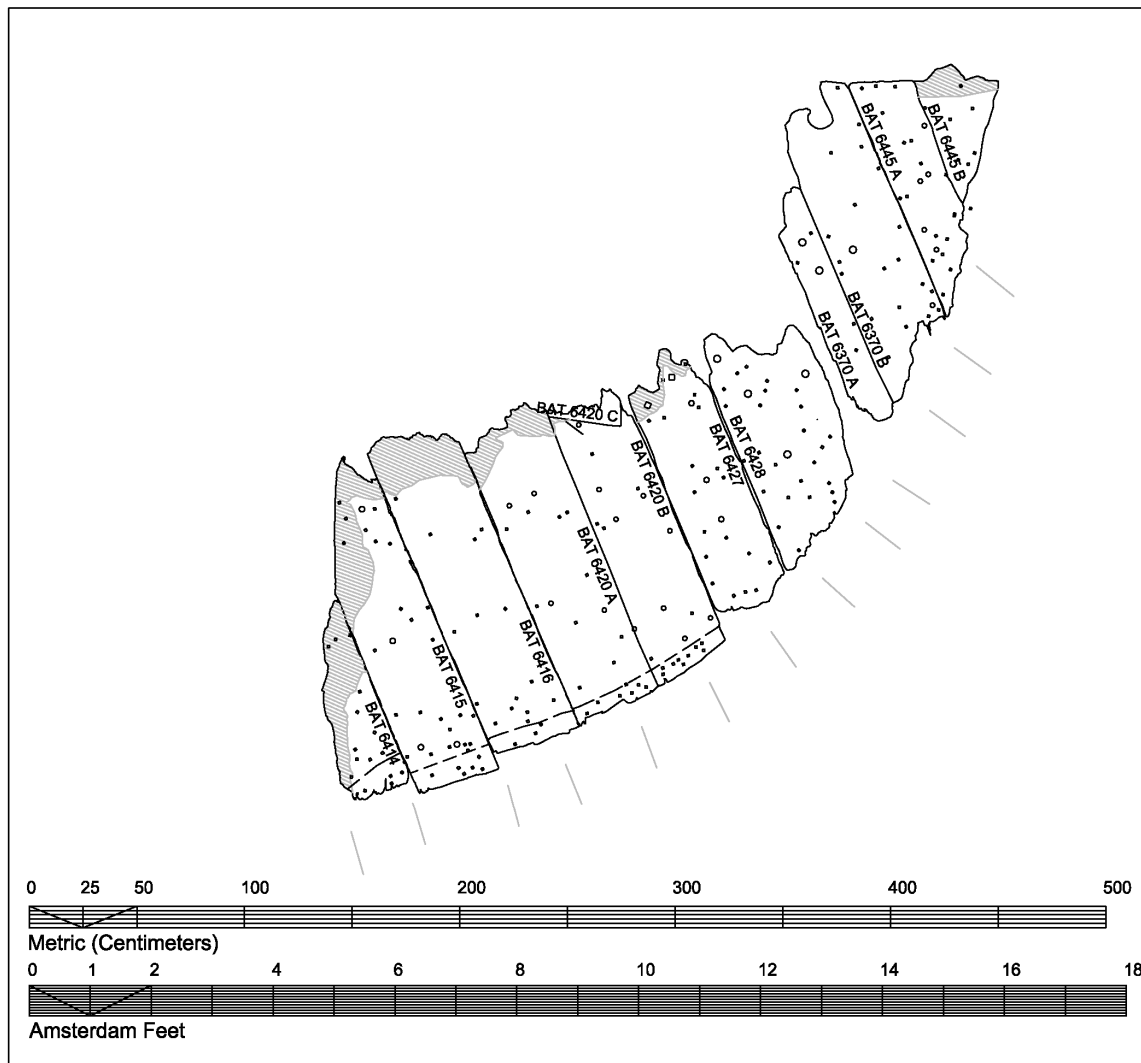 BAT 6445 A
BAT 6445 B
BAT 6370 B
BAT 6370 A
BAT 6420 C
BAT 6428
BAT 6427
BAT 6420 B
BAT 6420 A
BAT 6416
BAT 6415
BAT 6414
0 25 50 100 200 300 400 500
Metric (Centimeters)
0 1 2 4 6 8 10 12 14 16 18
Amsterdam Feet